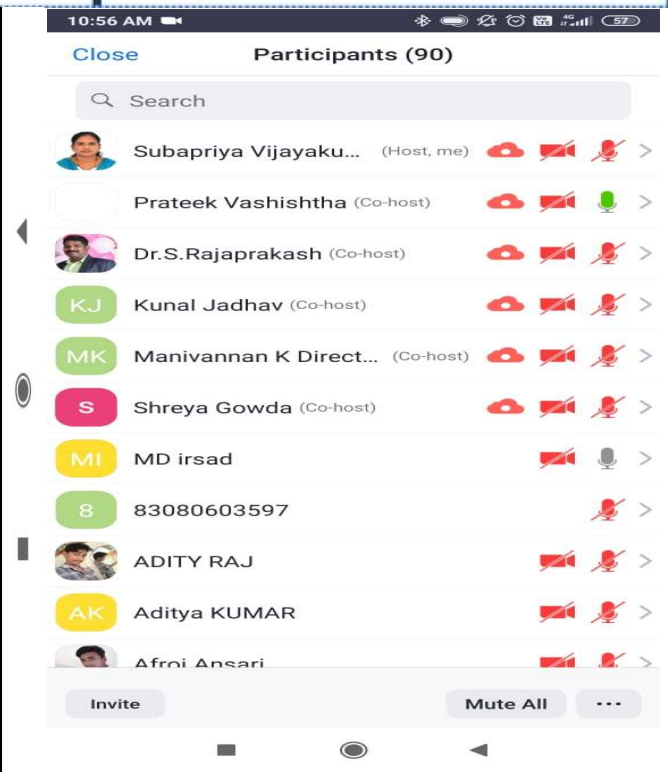 10:56 AM VoLTE 4G 57
Close Participants (90)
Search
Subapriya Vijayaku... (Host, me)
Prateek Vashishtha (Co-host)
Dr.S.Rajaprakash (Co-host)
KJ Kunal Jadhav (Co-host)
MK Manivannan K Direct... (Co-host)
S Shreya Gowda (Co-host)
MI MD irsad
8 83080603597
ADITY RAJ
AK Aditya KUMAR
Afroj Ansari
Invite Mute All ...